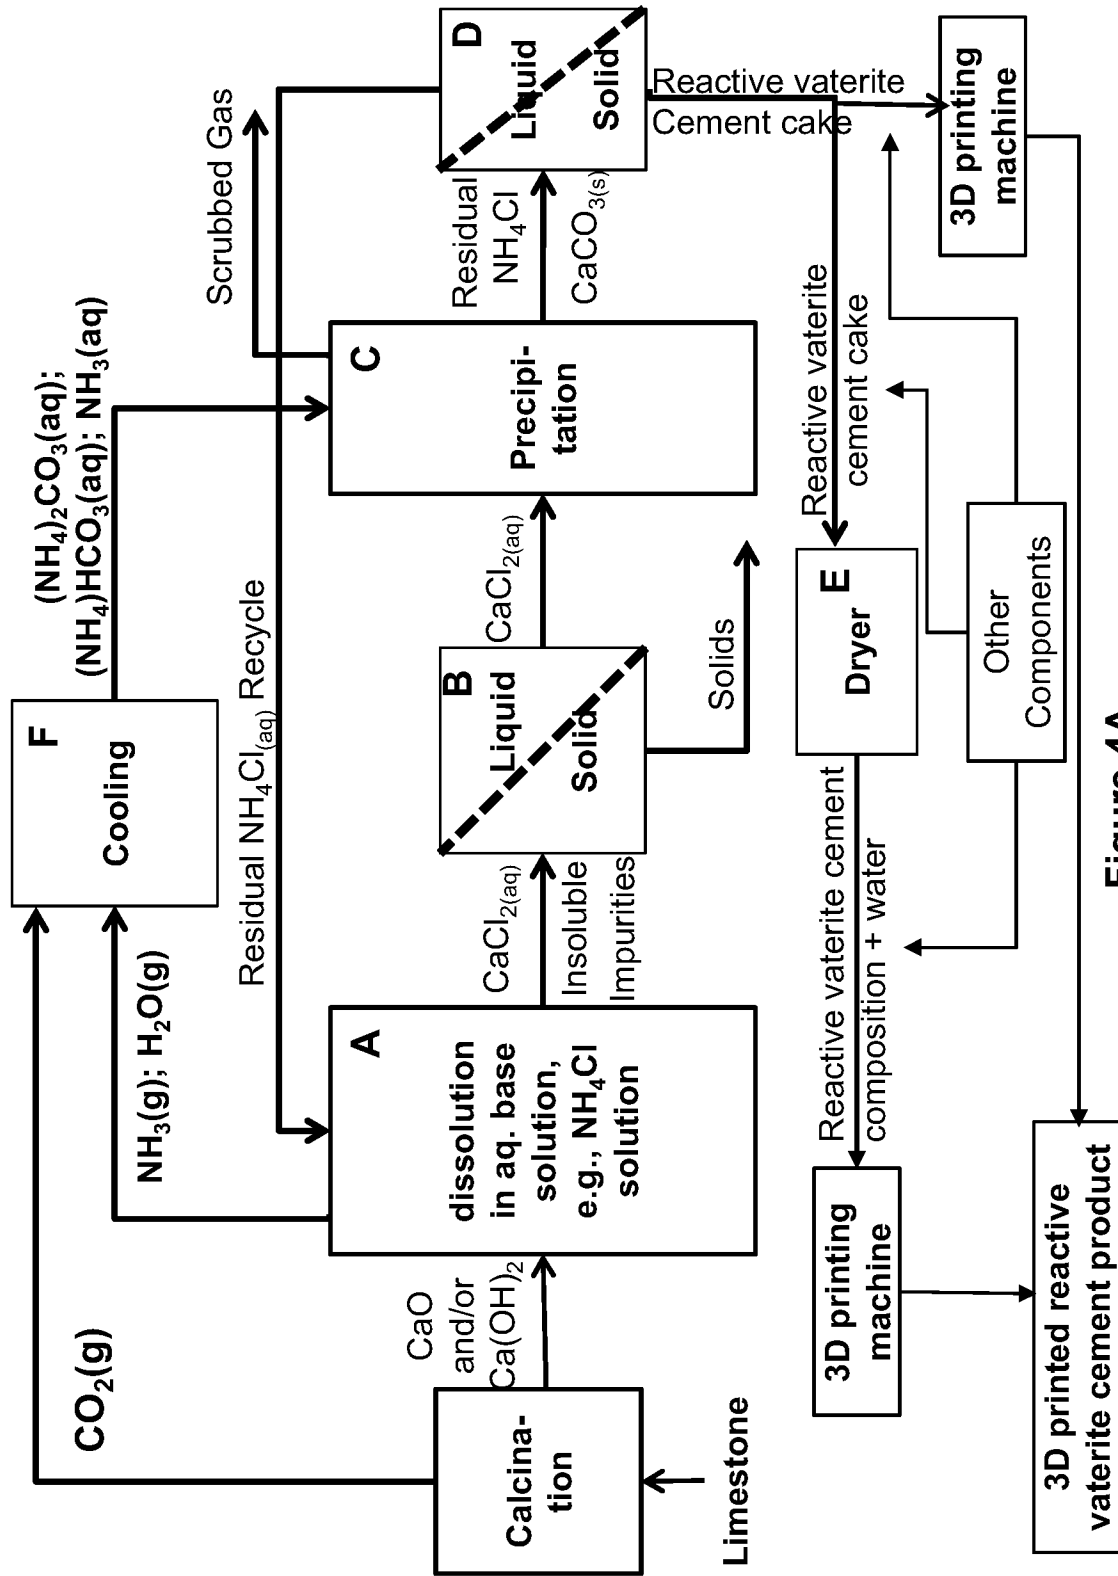 CO2(g)
NH3(g); H2O(g)
F
Cooling
(NH4)2CO3(aq);
(NH4)HCO3(aq); NH3(aq)
Scrubbed Gas
Residual NH4Cl(aq) Recycle
Limestone
Calcina-
tion
CaO
and/or
Ca(OH)2
A
dissolution
in aq. base
solution,
e.g., NH4Cl
solution
CaCl2(aq)
Insoluble
Impurities
B
Liquid
Solid
Solids
CaCl2(aq)
C
Precipi-
tation
Residual
NH4Cl
CaCO3(s)
D
Liquid
Solid
Reactive vaterite
Cement cake
3D printing
machine
Reactive vaterite
cement cake
E
Dryer
Reactive vaterite cement
composition + water
3D printing
machine
Other
Components
3D printed reactive
vaterite cement product
Figure 4A